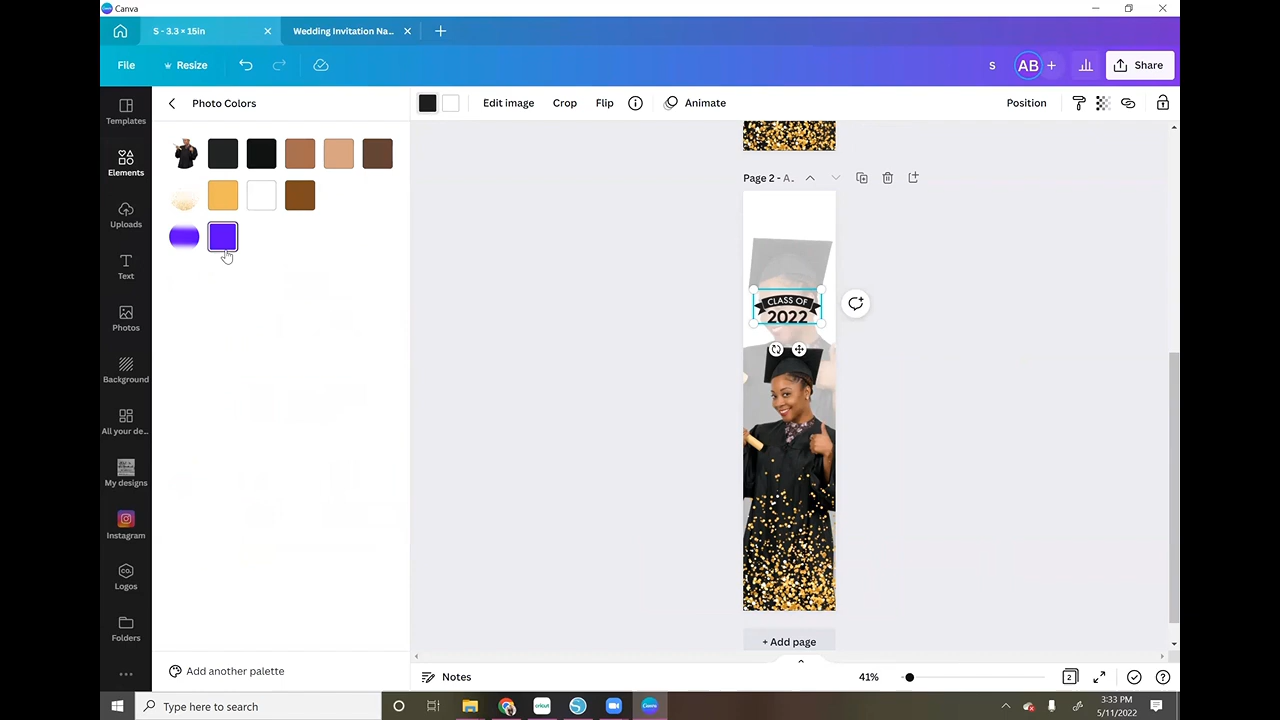 Canva
S - 3.3 × 15in
Wedding Invitation Na...
File
Resize
S
AB
Share
Templates
Elements
Uploads
Text
Photos
Background
All your de...
My designs
Instagram
Logos
Folders
Photo Colors
Add another palette
Edit image
Crop
Flip
Animate
Position
Page 2 - A..
CLASS OF
2022
+ Add page
Notes
41%
2
Type here to search
cricut
Canva
3:33 PM
5/11/2022